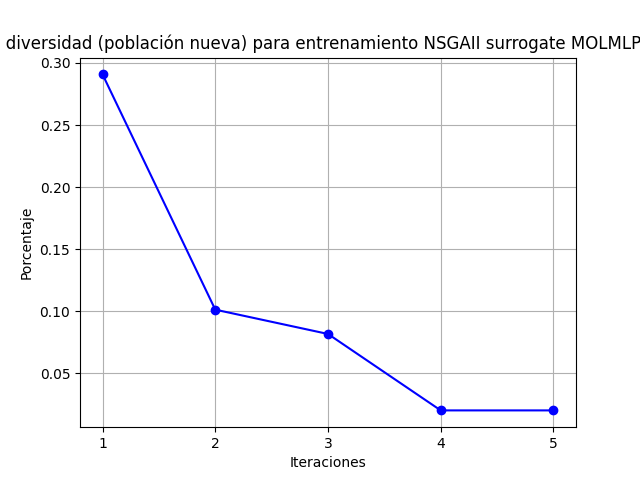 diversidad (población nueva) para entrenamiento NSGAII surrogate MOLMLP
0.30
0.25
0.20
0.15
0.10
0.05
Porcentaje
1 2 3 4 5
Iteraciones